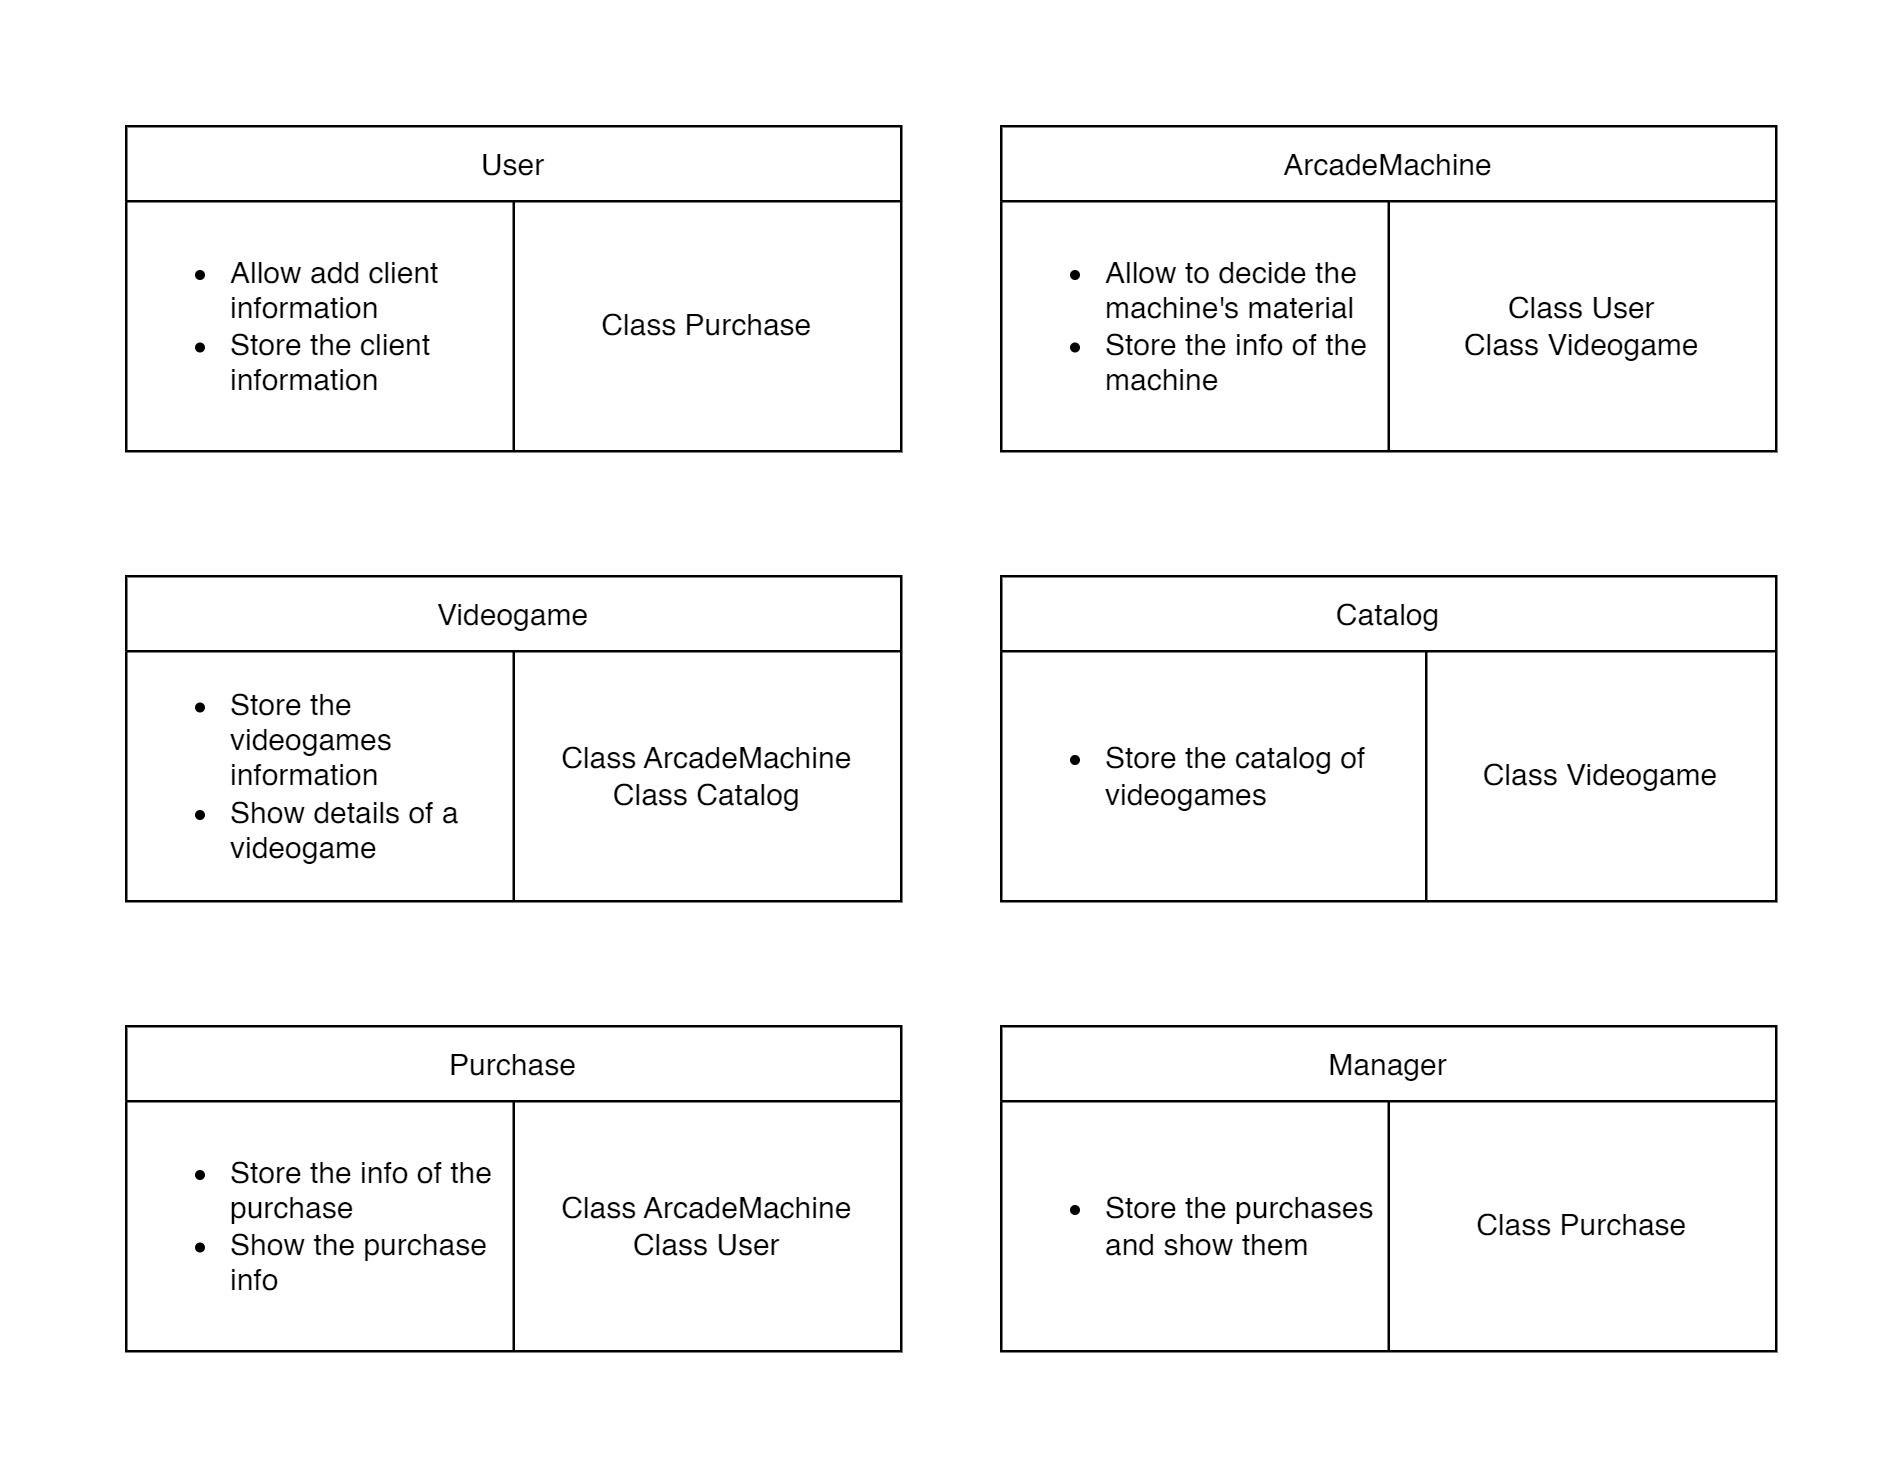 User
Allow add client
information
Store the client
information
Class Purchase
ArcadeMachine
Allow to decide the
machine's material
Store the info of the
machine
Class User
Class Videogame
Videogame
Store the
videogames
information
Show details of a
videogame
Class ArcadeMachine
Class Catalog
Catalog
Store the catalog of
videogames
Class Videogame
Purchase
Store the info of the
purchase
Show the purchase
info
Class ArcadeMachine
Class User
Manager
Store the purchases
and show them
Class Purchase